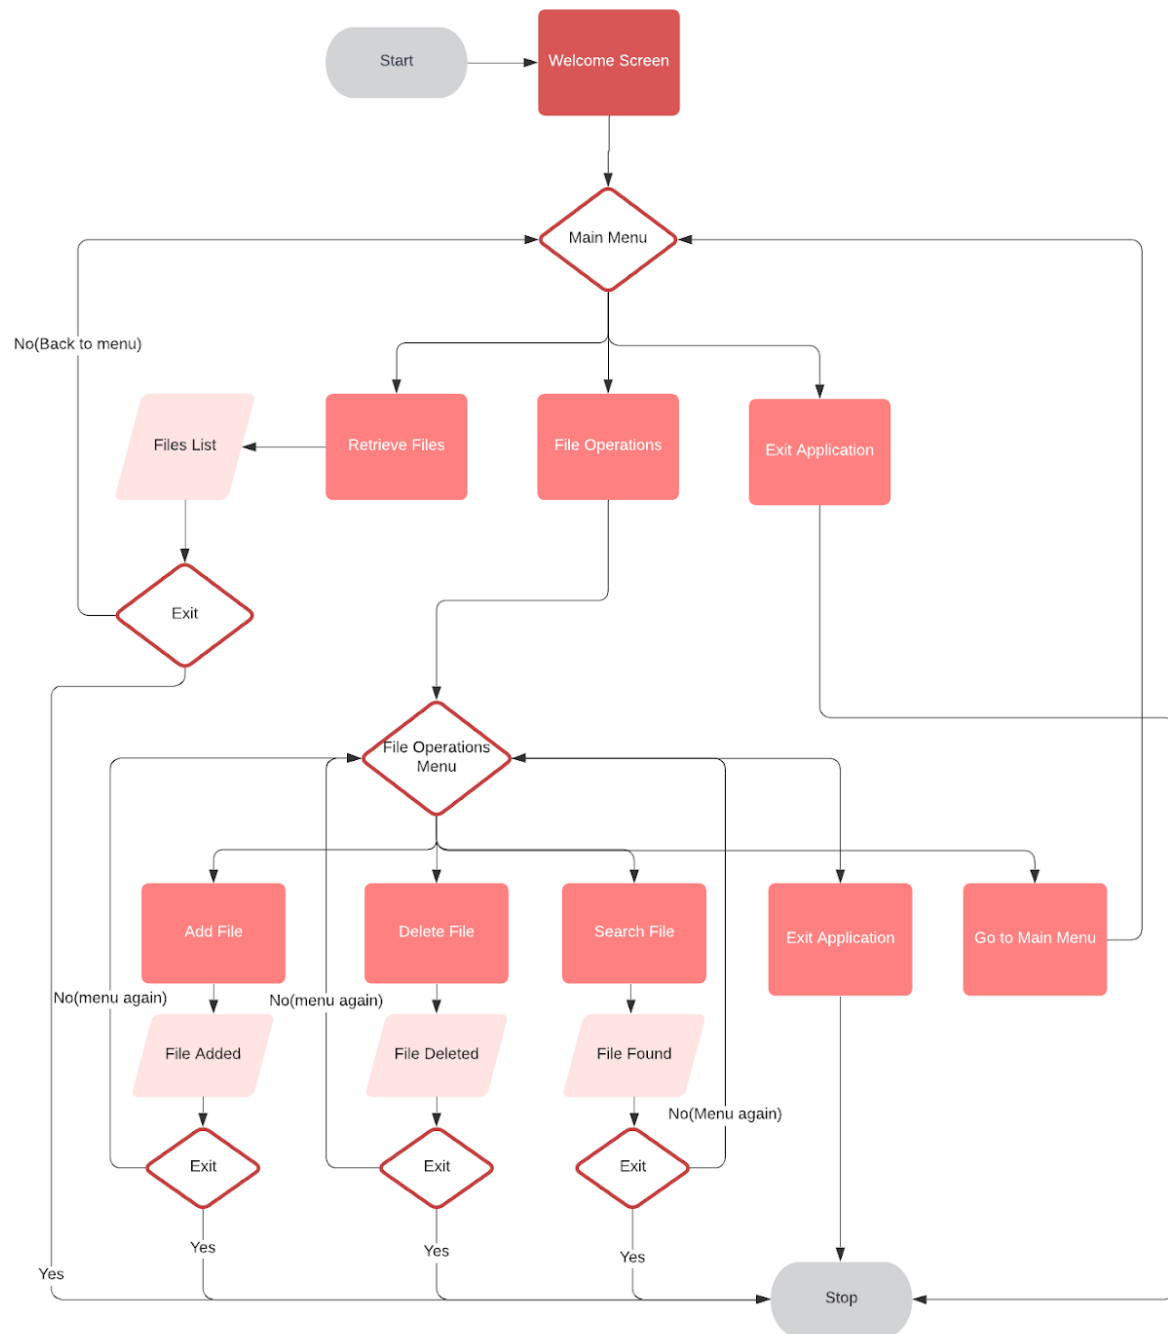 Start
Welcome Screen
Main Menu
No(Back to menu)
Files List
Retrieve Files
File Operations
Exit Application
Exit
File Operations
Menu
Add File
Delete File
Search File
Exit Application
Go to Main Menu
No(menu again)
No(menu again)
File Added
File Deleted
File Found
No(Menu again)
Exit
Exit
Exit
Yes
Yes
Yes
Yes
Stop